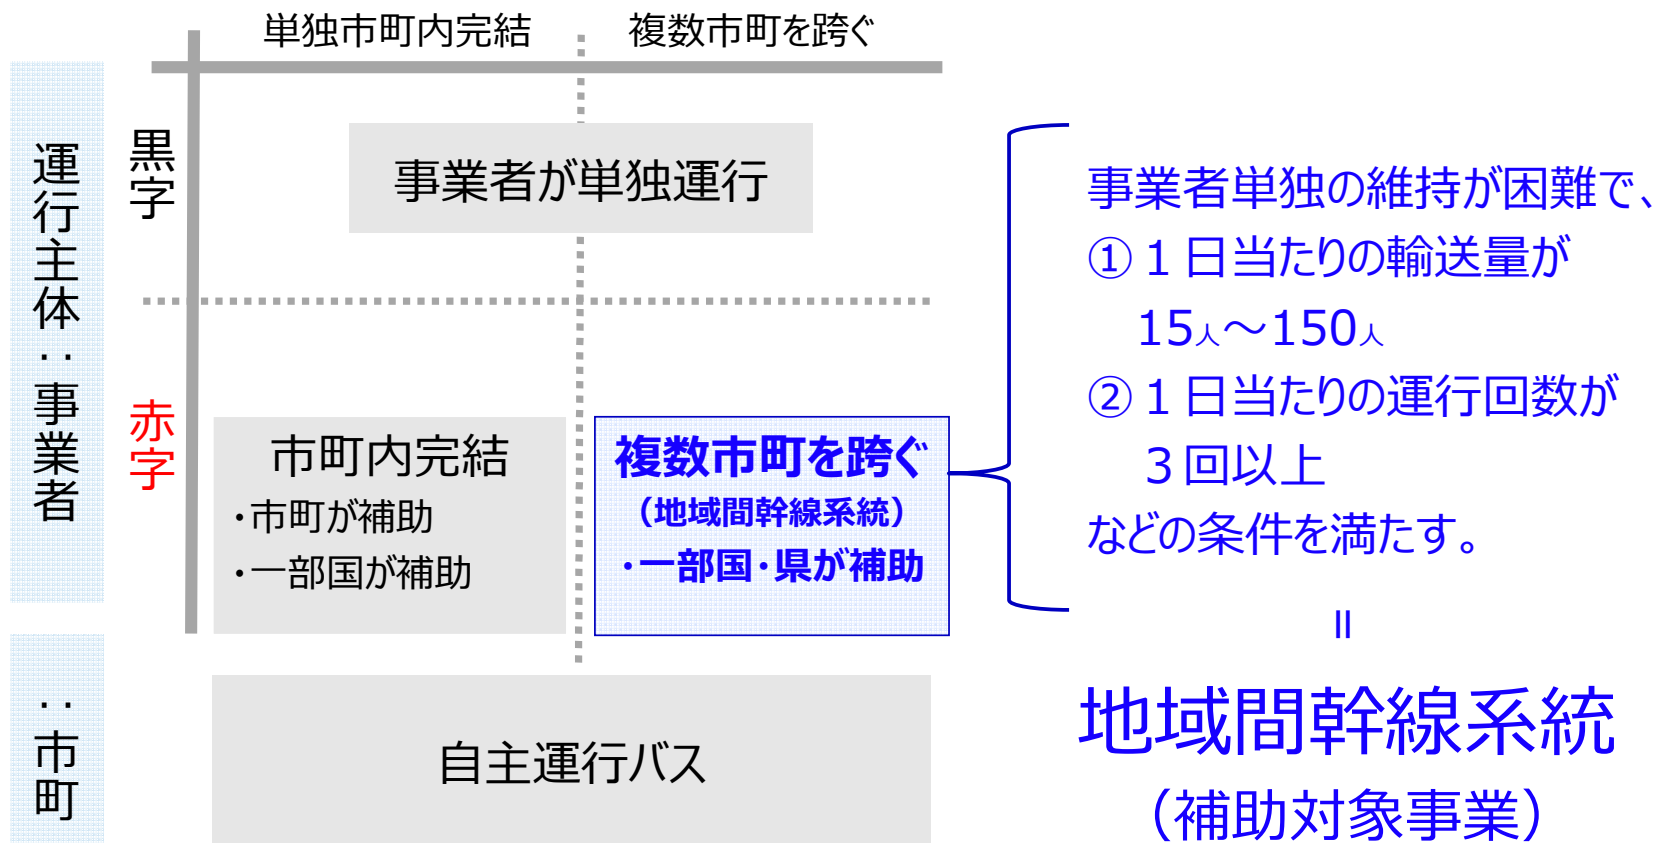 単独市町内完結
複数市町を跨ぐ
運行主体：事業者
黒字
事業者が単独運行
赤字
市町内完結
・市町が補助
・一部国が補助
複数市町を跨ぐ
（地域間幹線系統）
・一部国・県が補助
：市町
自主運行バス
事業者単独の維持が困難で、
①１日当たりの輸送量が
15人～150人
②１日当たりの運行回数が
３回以上
などの条件を満たす。
＝
地域間幹線系統
（補助対象事業）